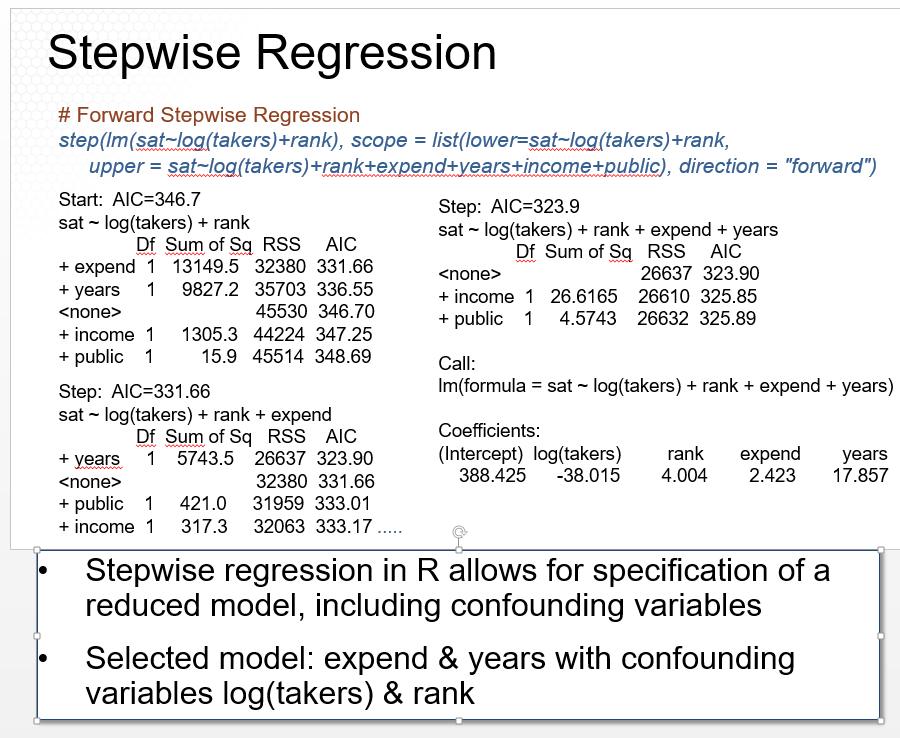 Stepwise Regression
# Forward Stepwise Regression
step(lm(sat~log(takers)+rank), scope = list(lower=sat~log(takers)+rank,
upper = sat~log(takers)+rank+expend+years+income+public), direction = "forward")
Start: AIC=346.7
sat ~ log(takers) + rank
Df Sum of Sq RSS AIC
+ expend 1 13149.5 32380 331.66
+ years 1 9827.2 35703 336.55
<none> 45530 346.70
+ income 1 1305.3 44224 347.25
+ public 1 15.9 45514 348.69
Step: AIC=331.66
sat ~ log(takers) + rank + expend
Df Sum of Sq RSS AIC
+ years 1 5743.5 26637 323.90
<none> 32380 331.66
+ public 1 421.0 31959 333.01
+ income 1 317.3 32063 333.17 .....
Step: AIC=323.9
sat ~ log(takers) + rank + expend + years
Df Sum of Sq RSS AIC
<none> 26637 323.90
+ income 1 26.6165 26610 325.85
+ public 1 4.5743 26632 325.89
Call:
lm(formula = sat ~ log(takers) + rank + expend + years)
Coefficients:
(Intercept) log(takers) rank expend years
388.425 -38.015 4.004 2.423 17.857
• Stepwise regression in R allows for specification of a
reduced model, including confounding variables
• Selected model: expend & years with confounding
variables log(takers) & rank